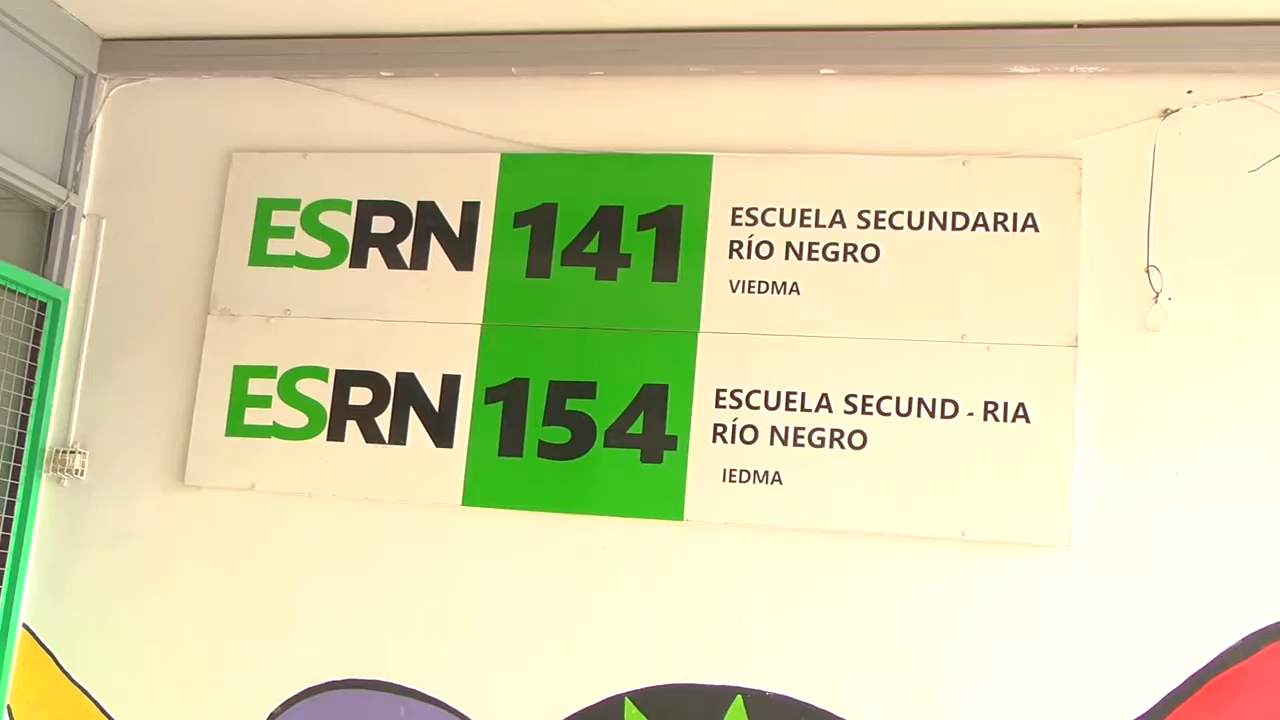 ESRN 141
ESCUELA SECUNDARIA
RÍO NEGRO
VIEDMA
ESRN 154
ESCUELA SECUND - RIA
RÍO NEGRO
IEDMA